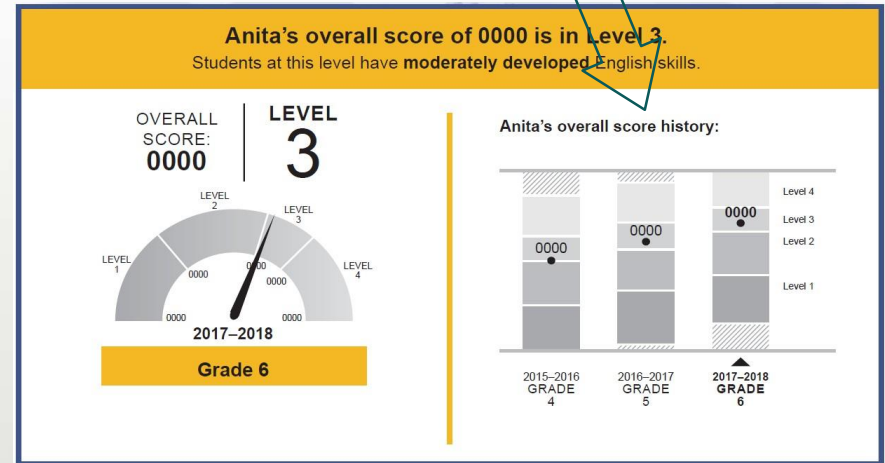 Anita's overall score of 0000 is in Level 3.
Students at this level have moderately developed English skills.
OVERALL
SCORE:
0000
LEVEL
3
LEVEL
1
LEVEL
2
LEVEL
3
LEVEL
4
0000
0000
0000
0000
0000
2017–2018
Grade 6
Anita's overall score history:
0000
0000
0000
Level 4
Level 3
Level 2
Level 1
2015–2016
GRADE
4
2016–2017
GRADE
5
2017–2018
GRADE
6